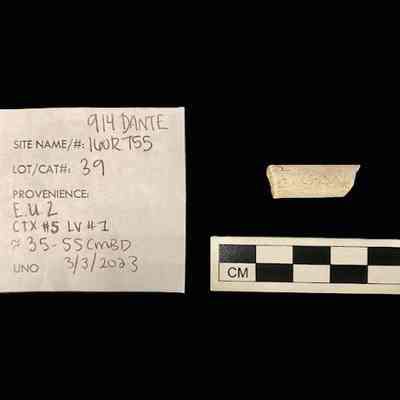 914 DANTE
SITE NAME/#: 16OR755
LOT/CAT#: 39
PROVENIENCE:
E.U.2
CTX #5 LV #1
35-55 CMBD
UNO 3/3/2023
CM